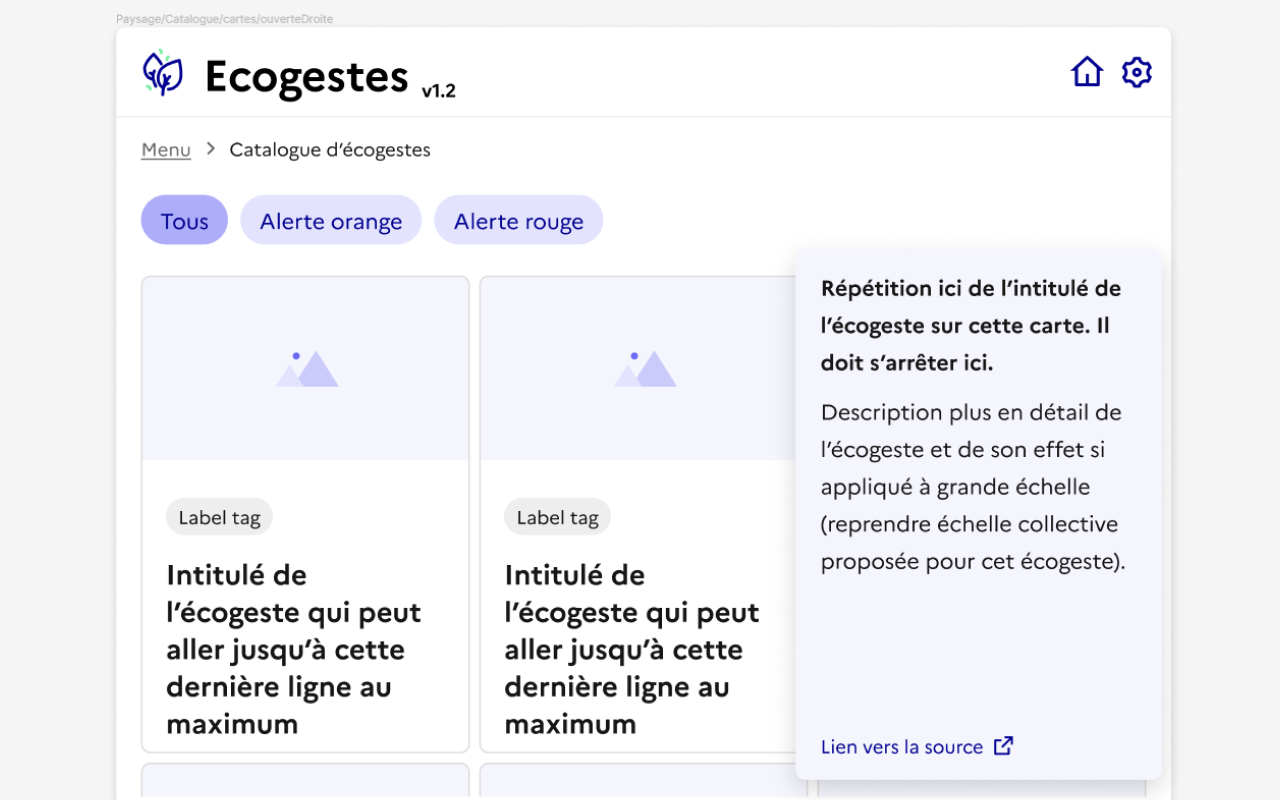 Paysage/Catalogue/cartes/ouverteDroite
Ecogestes v1.2
Menu > Catalogue d’écogestes
Tous
Alerte orange
Alerte rouge
Label tag
Intitulé de
l’écogeste qui peut
aller jusqu’à cette
dernière ligne au
maximum
Label tag
Intitulé de
l’écogeste qui peut
aller jusqu’à cette
dernière ligne au
maximum
Répétition ici de l’intitulé de
l’écogeste sur cette carte. Il
doit s’arrêter ici.
Description plus en détail de
l’écogeste et de son effet si
appliqué à grande échelle
(reprendre échelle collective
proposée pour cet écogeste).
Lien vers la source